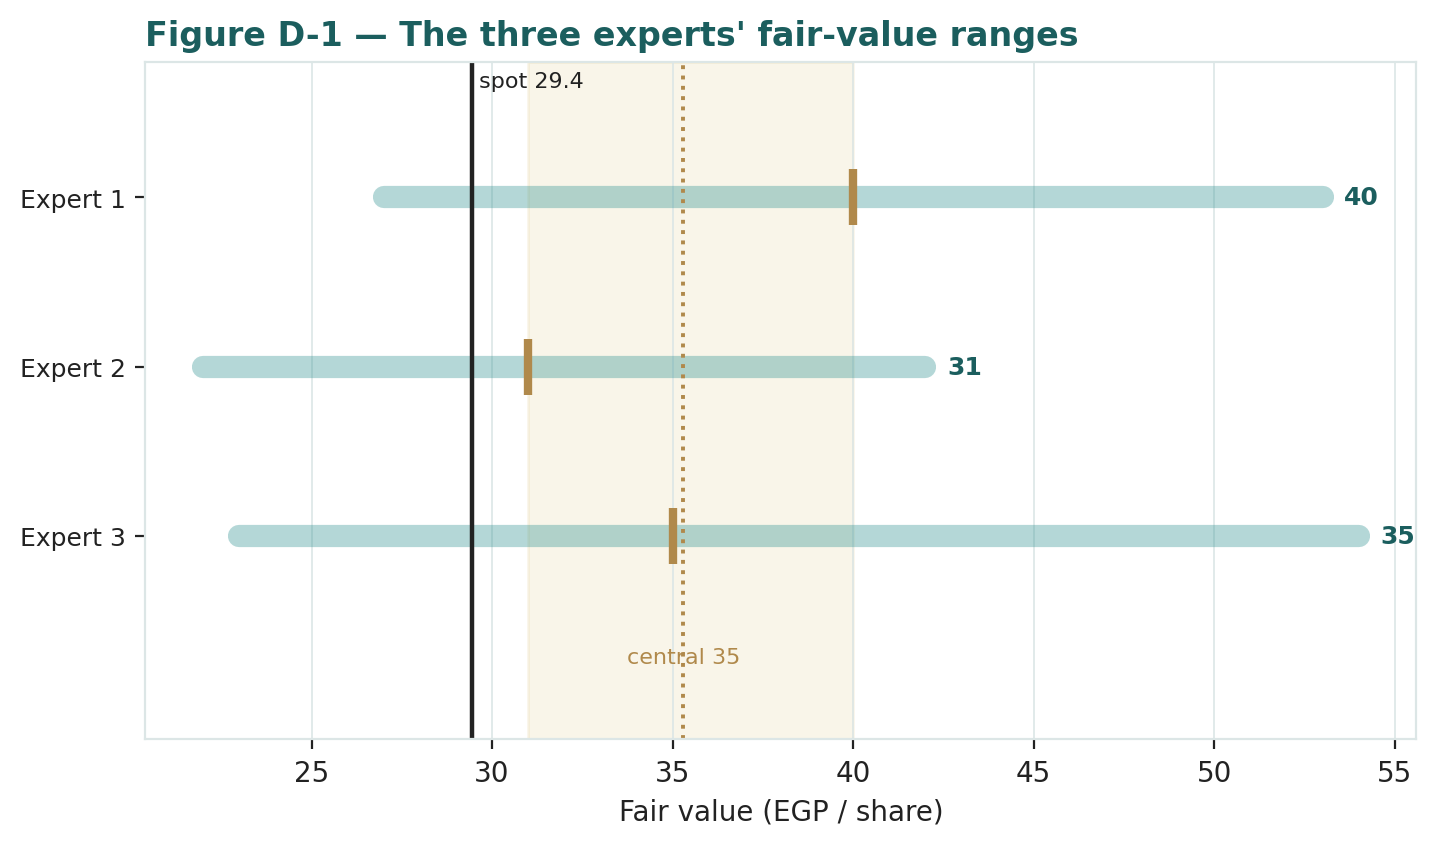 Figure D-1 — The three experts' fair-value ranges
spot 29.4
Expert 1
40
Expert 2
31
Expert 3
35
central 35
25 30 35 40 45 50 55
Fair value (EGP / share)